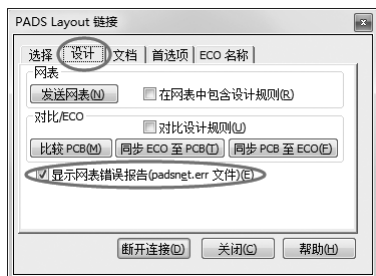 PADS Layout 链接
选择 设计 文档 首选项 ECO 名称
网表
发送网表(N) 在网表中包含设计规则(R)
对比/ECO
对比设计规则(U)
比较 PCB(M) 同步 ECO 至 PCB(T) 同步 PCB 至 ECO(F)
显示网表错误报告(padsngt.err 文件)(E)
断开连接(D) 关闭(C) 帮助(H)